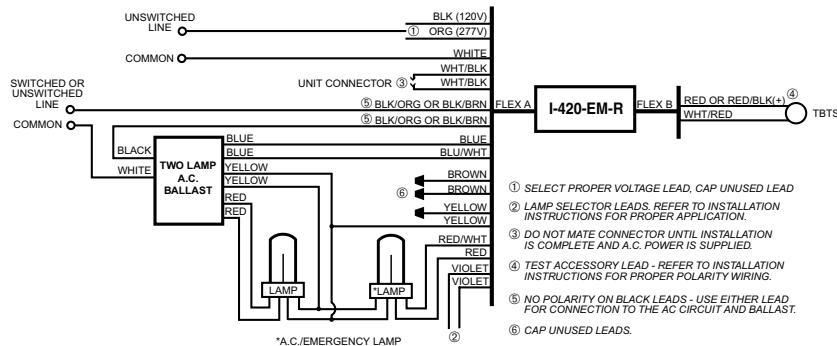 UNSWITCHED
LINE
BLK (120V)
① ORG (277V)
COMMON
WHITE
WHT/BLK
UNIT CONNECTOR ③
WHT/BLK
SWITCHED OR
UNSWITCHED
LINE
⑤ BLK/ORG OR BLK/BRN
COMMON
⑤ BLK/ORG OR BLK/BRN
FLEX A
I-420-EM-R
FLEX B
RED OR RED/BLK(+) ④
WHT/RED
TBTS
BLACK
WHITE
TWO LAMP
A.C.
BALLAST
BLUE
BLUE
YELLOW
YELLOW
RED
RED
BLUE
BLU/WHT
BROWN
⑥ BROWN
YELLOW
YELLOW
RED/WHT
RED
VIOLET
VIOLET
②
LAMP
*LAMP
*A.C./EMERGENCY LAMP
① SELECT PROPER VOLTAGE LEAD, CAP UNUSED LEAD
② LAMP SELECTOR LEADS. REFER TO INSTALLATION
INSTRUCTIONS FOR PROPER APPLICATION.
③ DO NOT MATE CONNECTOR UNTIL INSTALLATION
IS COMPLETE AND A.C. POWER IS SUPPLIED.
④ TEST ACCESSORY LEAD - REFER TO INSTALLATION
INSTRUCTIONS FOR PROPER POLARITY WIRING.
⑤ NO POLARITY ON BLACK LEADS - USE EITHER LEAD
FOR CONNECTION TO THE AC CIRCUIT AND BALLAST.
⑥ CAP UNUSED LEADS.